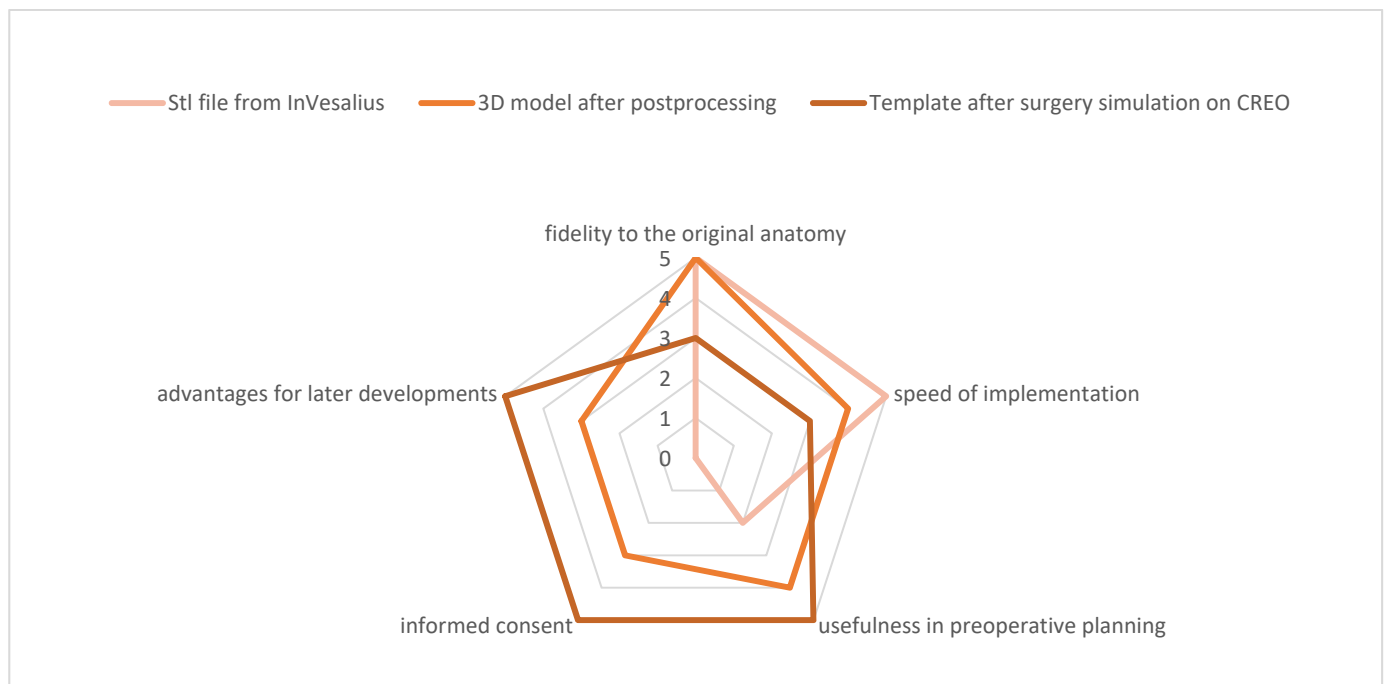 Stl file from InVesalius 3D model after postprocessing Template after surgery simulation on CREO
fidelity to the original anatomy
5
4
3
advantages for later developments speed of implementation
2
1
0
informed consent usefulness in preoperative planning